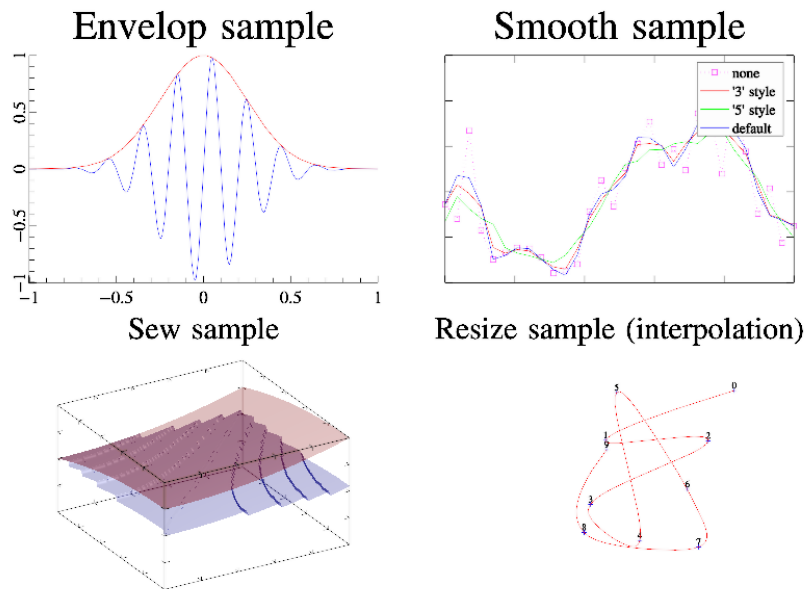 Envelop sample
Smooth sample
1
0.5
0
−0.5
−1
−1
−0.5
0
0.5
1
none
'3' style
'5' style
default
Sew sample
Resize sample (interpolation)
5
0
1
2
9
6
3
8
4
7